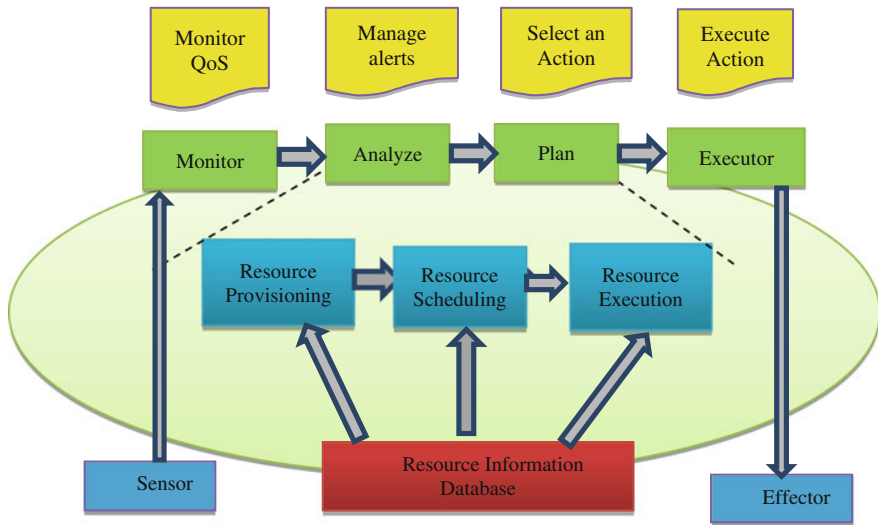 Monitor
QoS
Manage
alerts
Select an
Action
Execute
Action
Monitor
Analyze
Plan
Executor
Resource
Provisioning
Resource
Scheduling
Resource
Execution
Resource Information
Database
Sensor
Effector